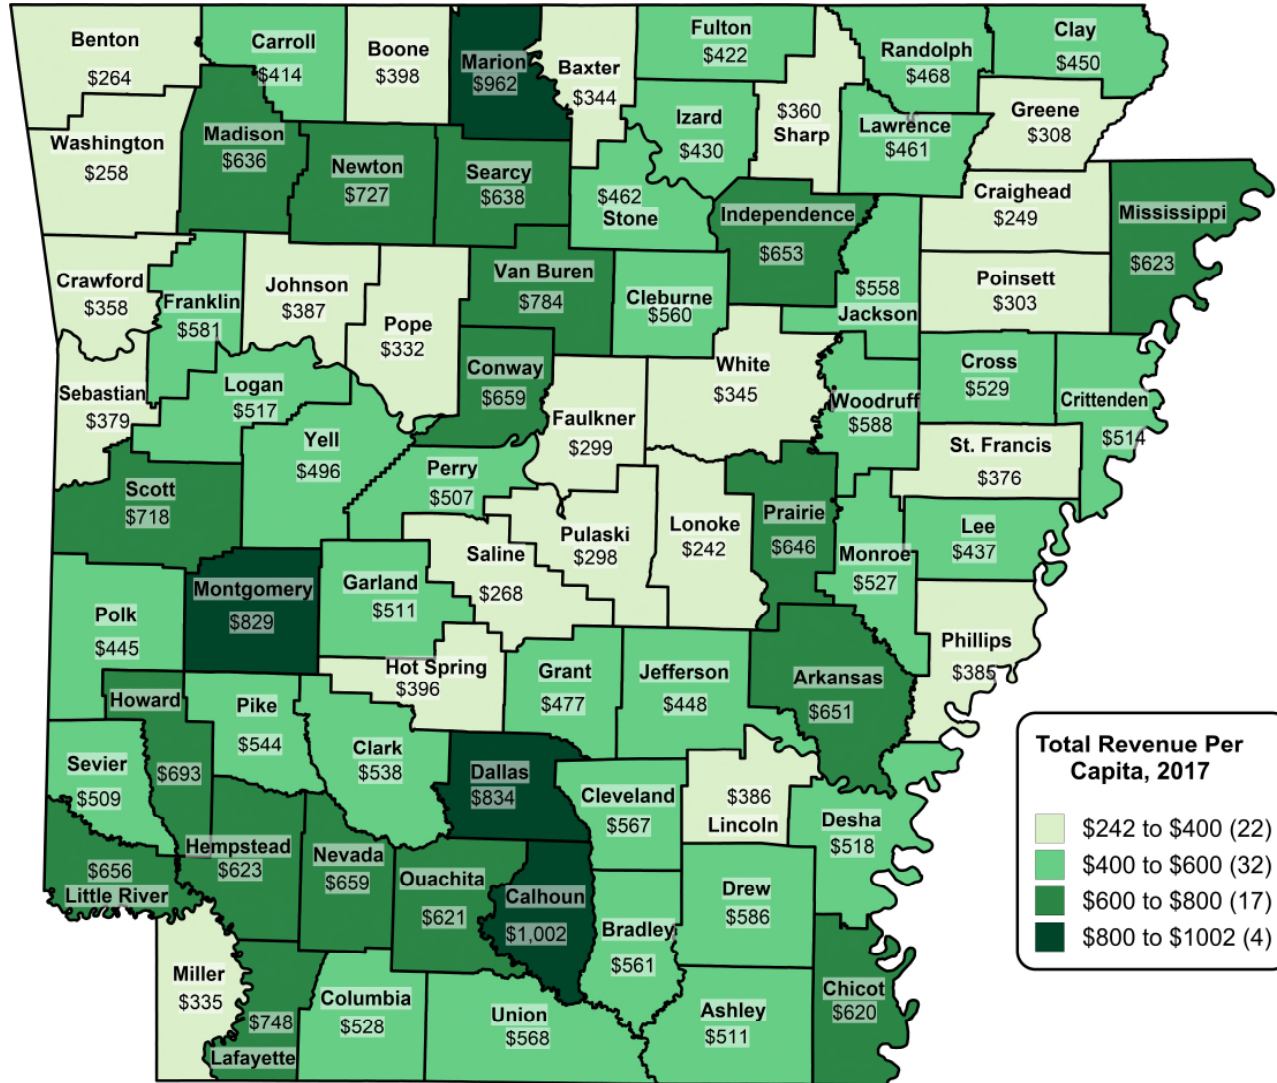 Benton
$264
Carroll
$414
Boone
$398
Marion
$962
Baxter
$344
Fulton
$422
Randolph
$468
Clay
$450
Washington
$258
Madison
$636
Newton
$727
Searcy
$638
Izard
$430
$360
Sharp
Lawrence
$461
Greene
$308
$462
Stone
Independence
$653
Craighead
$249
Mississippi
$623
Crawford
$358
Franklin
$581
Johnson
$387
Pope
$332
Van Buren
$784
Cleburne
$560
$558
Jackson
Poinsett
$303
Sebastian
$379
Logan
$517
Conway
$659
Faulkner
$299
White
$345
Woodruff
$588
Cross
$529
Crittenden
$514
Scott
$718
Yell
$496
Perry
$507
St. Francis
$376
Saline
$268
Pulaski
$298
Lonoke
$242
Prairie
$646
Monroe
$527
Lee
$437
Polk
$445
Montgomery
$829
Garland
$511
Hot Spring
$396
Grant
$477
Jefferson
$448
Arkansas
$651
Phillips
$385
Howard
$693
Pike
$544
Clark
$538
Sevier
$509
Dallas
$834
Cleveland
$567
$386
Lincoln
Desha
$518
$656
Little River
Hempstead
$623
Nevada
$659
Ouachita
$621
Calhoun
$1,002
Bradley
$561
Drew
$586
Miller
$335
$748
Lafayette
Columbia
$528
Union
$568
Ashley
$511
Chicot
$620
Total Revenue Per
Capita, 2017
$242 to $400 (22)
$400 to $600 (32)
$600 to $800 (17)
$800 to $1002 (4)